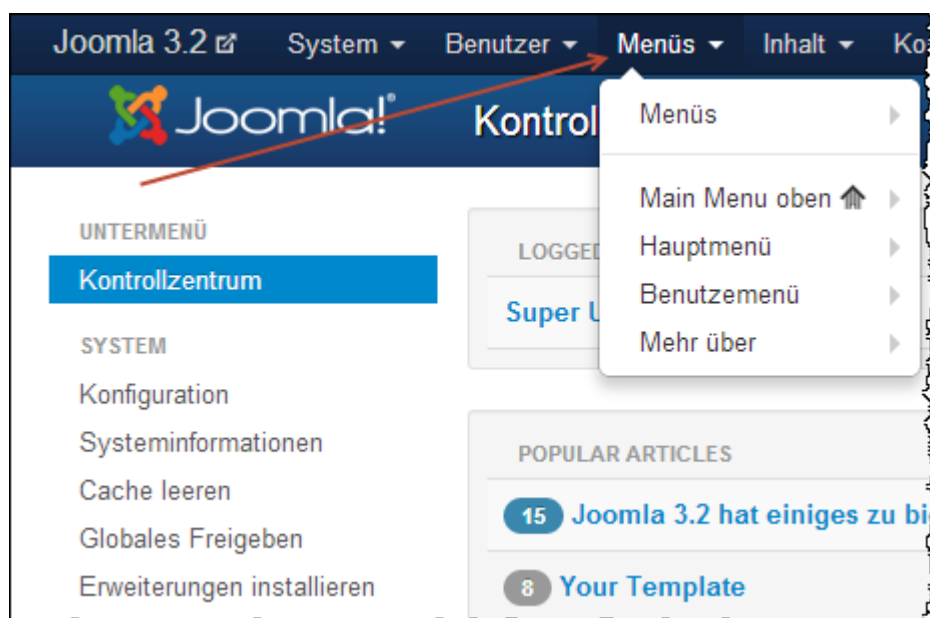 Joomla 3.2 System Benutzer Menüs Inhalt
Joomla!
Menüs
Main Menu oben
Hauptmenü
Benutzemenü
Mehr über
UNTERMENÜ
Kontrollzentrum
SYSTEM
Konfiguration
Systeminformationen
Cache leeren
Globales Freigeben
Erweiterungen installieren
LOGGED
Super
POPULAR ARTICLES
15 Joomla 3.2 hat einiges zu
8 Your Template